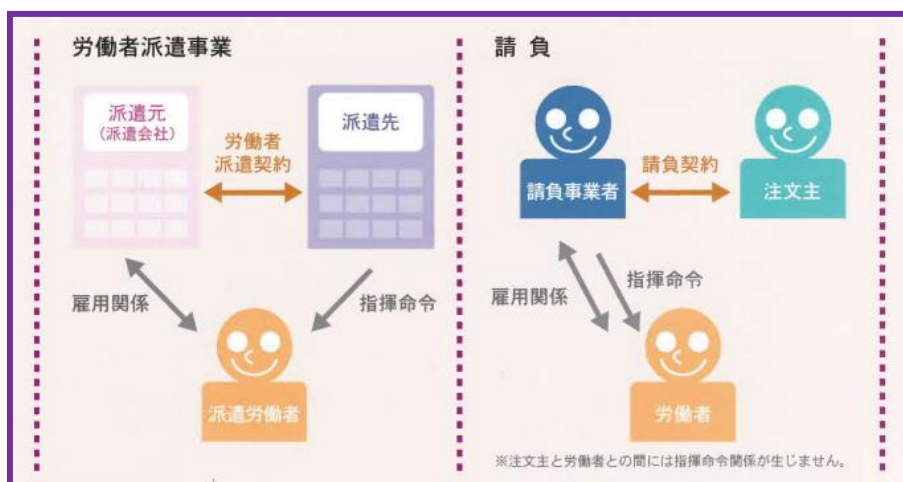 労働者派遣事業
派遣元
(派遣会社)
労働者
派遣契約
派遣先
雇用関係
指揮命令
派遣労働者
請 負
請負事業者
請負契約
注文主
雇用関係
指揮命令
労働者
※注文主と労働者との間には指揮命令関係が生じません。